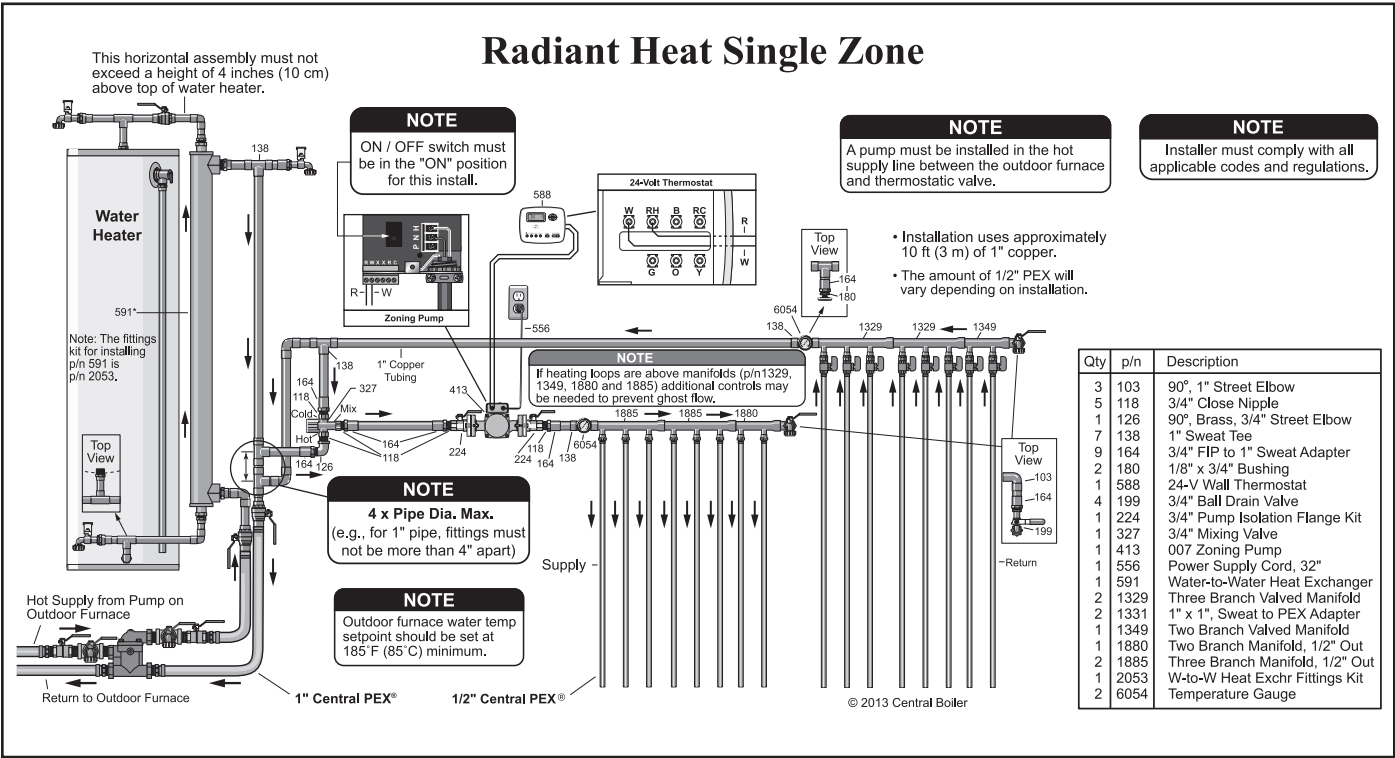 Radiant Heat Single Zone
This horizontal assembly must not
exceed a height of 4 inches (10 cm)
above top of water heater.
NOTE
ON / OFF switch must
be in the "ON" position
for this install.
NOTE
A pump must be installed in the hot
supply line between the outdoor furnace
and thermostatic valve.
NOTE
Installer must comply with all
applicable codes and regulations.
138
Water
Heater
591*
Note: The fittings
kit for installing
p/n 591 is
p/n 2053.
Top
View
H
N
P
R W X X R C
R
W
Zoning Pump
588
24-Volt Thermostat
W RH B RC
R
W
G O Y
556
Top
View
164
180
• Installation uses approximately
10 ft (3 m) of 1" copper.
• The amount of 1/2" PEX will
vary depending on installation.
6054
138
1329
1329
1349
1" Copper
Tubing
138
164
118
327
Cold
Mix
Hot
164
126
164
118
413
224
NOTE
If heating loops are above manifolds (p/n1329,
1349, 1880 and 1885) additional controls may
be needed to prevent ghost flow.
1885
1885
1880
224
118
164
138
6054
Top
View
103
164
199
NOTE
4 x Pipe Dia. Max.
(e.g., for 1" pipe, fittings must
not be more than 4" apart)
Supply
Return
NOTE
Outdoor furnace water temp
setpoint should be set at
185°F (85°C) minimum.
Hot Supply from Pump on
Outdoor Furnace
Return to Outdoor Furnace
1" Central PEX®
1/2" Central PEX®
© 2013 Central Boiler
Qty p/n Description
3 103 90°, 1" Street Elbow
5 118 3/4" Close Nipple
1 126 90°, Brass, 3/4" Street Elbow
7 138 1" Sweat Tee
9 164 3/4" FIP to 1" Sweat Adapter
2 180 1/8" x 3/4" Bushing
1 588 24-V Wall Thermostat
4 199 3/4" Ball Drain Valve
1 224 3/4" Pump Isolation Flange Kit
1 327 3/4" Mixing Valve
1 413 007 Zoning Pump
1 556 Power Supply Cord, 32"
1 591 Water-to-Water Heat Exchanger
2 1329 Three Branch Valved Manifold
2 1331 1" x 1", Sweat to PEX Adapter
1 1349 Two Branch Valved Manifold
1 1880 Two Branch Manifold, 1/2" Out
2 1885 Three Branch Manifold, 1/2" Out
1 2053 W-to-W Heat Exchr Fittings Kit
2 6054 Temperature Gauge